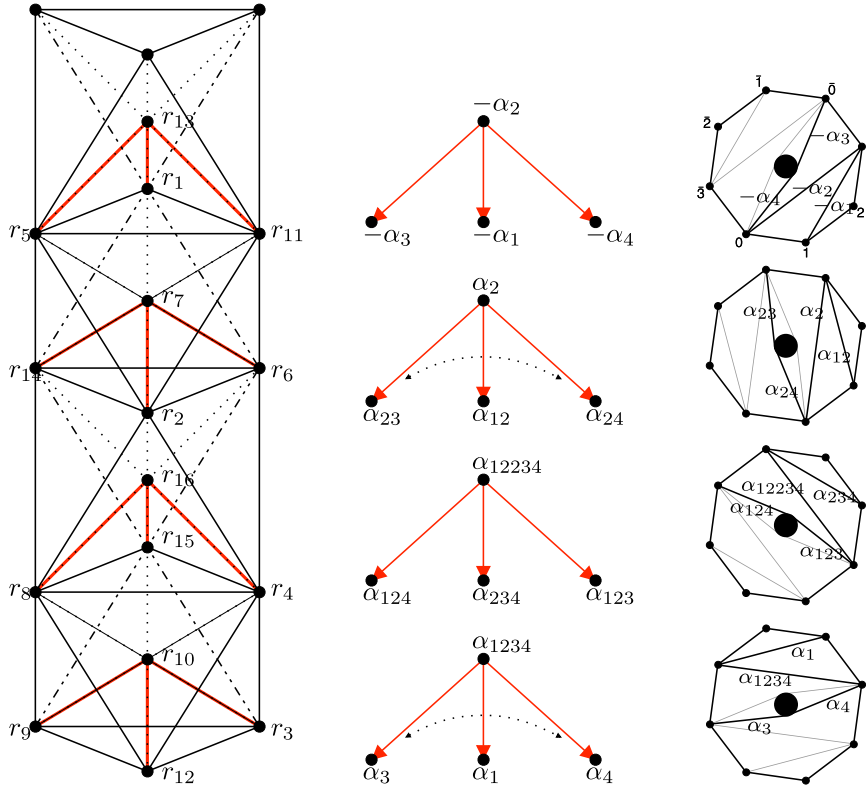 r₁₃
r₁
r₅ r₁₁
r₇
r₁₄ r₆
r₂
r₁₆
r₁₅
r₈ r₄
r₁₀
r₉ r₃
r₁₂
−α₂
−α₃ −α₁ −α₄
α₂
α₂₃ α₁₂ α₂₄
α₁₂₂₃₄
α₁₂₄ α₂₃₄ α₁₂₃
α₁₂₃₄
α₃ α₁ α₄
1̄ 0̄
2̄ −α₃
3̄ −α₄ −α₂
−α₁ 2
0 1
α₂₃ α₂
α₁₂
α₂₄
α₁₂₂₃₄ α₂₃₄
α₁₂₄
α₁₂₃
α₁
α₁₂₃₄
α₃ α₄